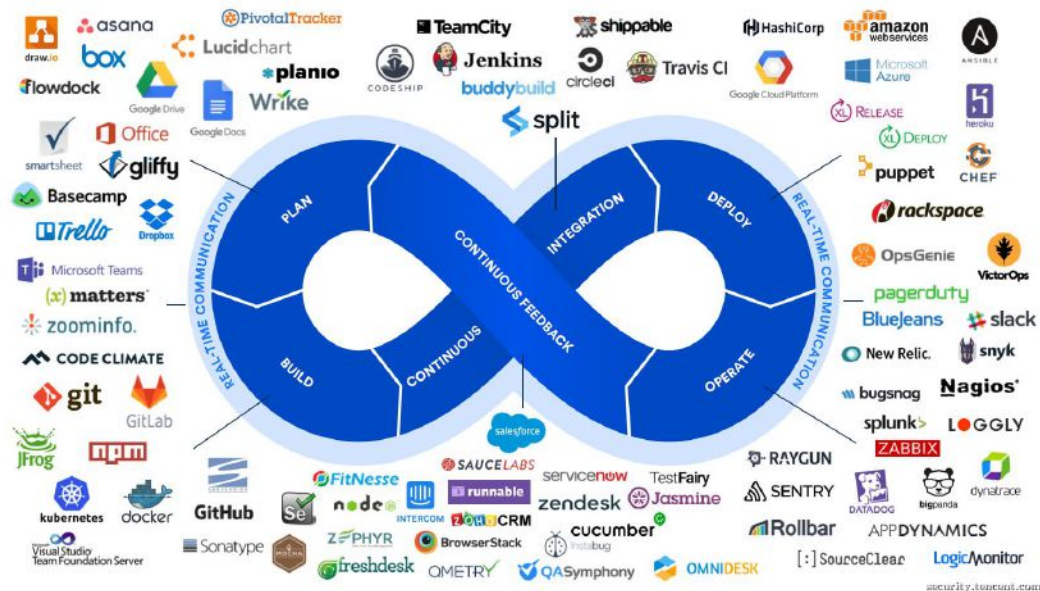 draw.io
asana
PivotalTracker
TeamCity
shippable
HashiCorp
amazon
webservices
ANSIBLE
box
Lucidchart
CODESHIP
Jenkins
circleci
Travis CI
Google Cloud Platform
Microsoft
Azure
flowdock
Google Drive
planio
Google Docs
Wrike
buddybuild
XL RELEASE
heroku
smartsheet
Office
split
XL DEPLOY
gliffy
puppet
CHEF
Basecamp
Trello
Dropbox
rackspace
Microsoft Teams
OpsGenie
VictorOps
(x) matters
pagerduty
zoominfo.
BlueJeans
slack
CODE CLIMATE
New Relic.
snyk
git
GitLab
bugsnag
Nagios
splunk>
LOGGLY
ZABBIX
JFrog
npm
REAL-TIME COMMUNICATION
PLAN
BUILD
CONTINUOUS
INTEGRATION
CONTINUOUS FEEDBACK
DEPLOY
OPERATE
REAL-TIME COMMUNICATION
salesforce
kubernetes
docker
GitHub
Se
FitNesse
SAUCELABS
servicenow
TestFairy
RAYGUN
node
INTERCOM
runnable
zendesk
Jasmine
SENTRY
DATADOG
bigpanda
dynatrace
Visual Studio
Team Foundation Server
Sonatype
MOCHA
ZEPHYR
ZOHO CRM
BrowserStack
instabug
cucumber
Rollbar
APPDYNAMICS
freshdesk
QMETRY
QASymphony
OMNIDESK
[:]SourceClear
LogicMonitor
security.tencent.com